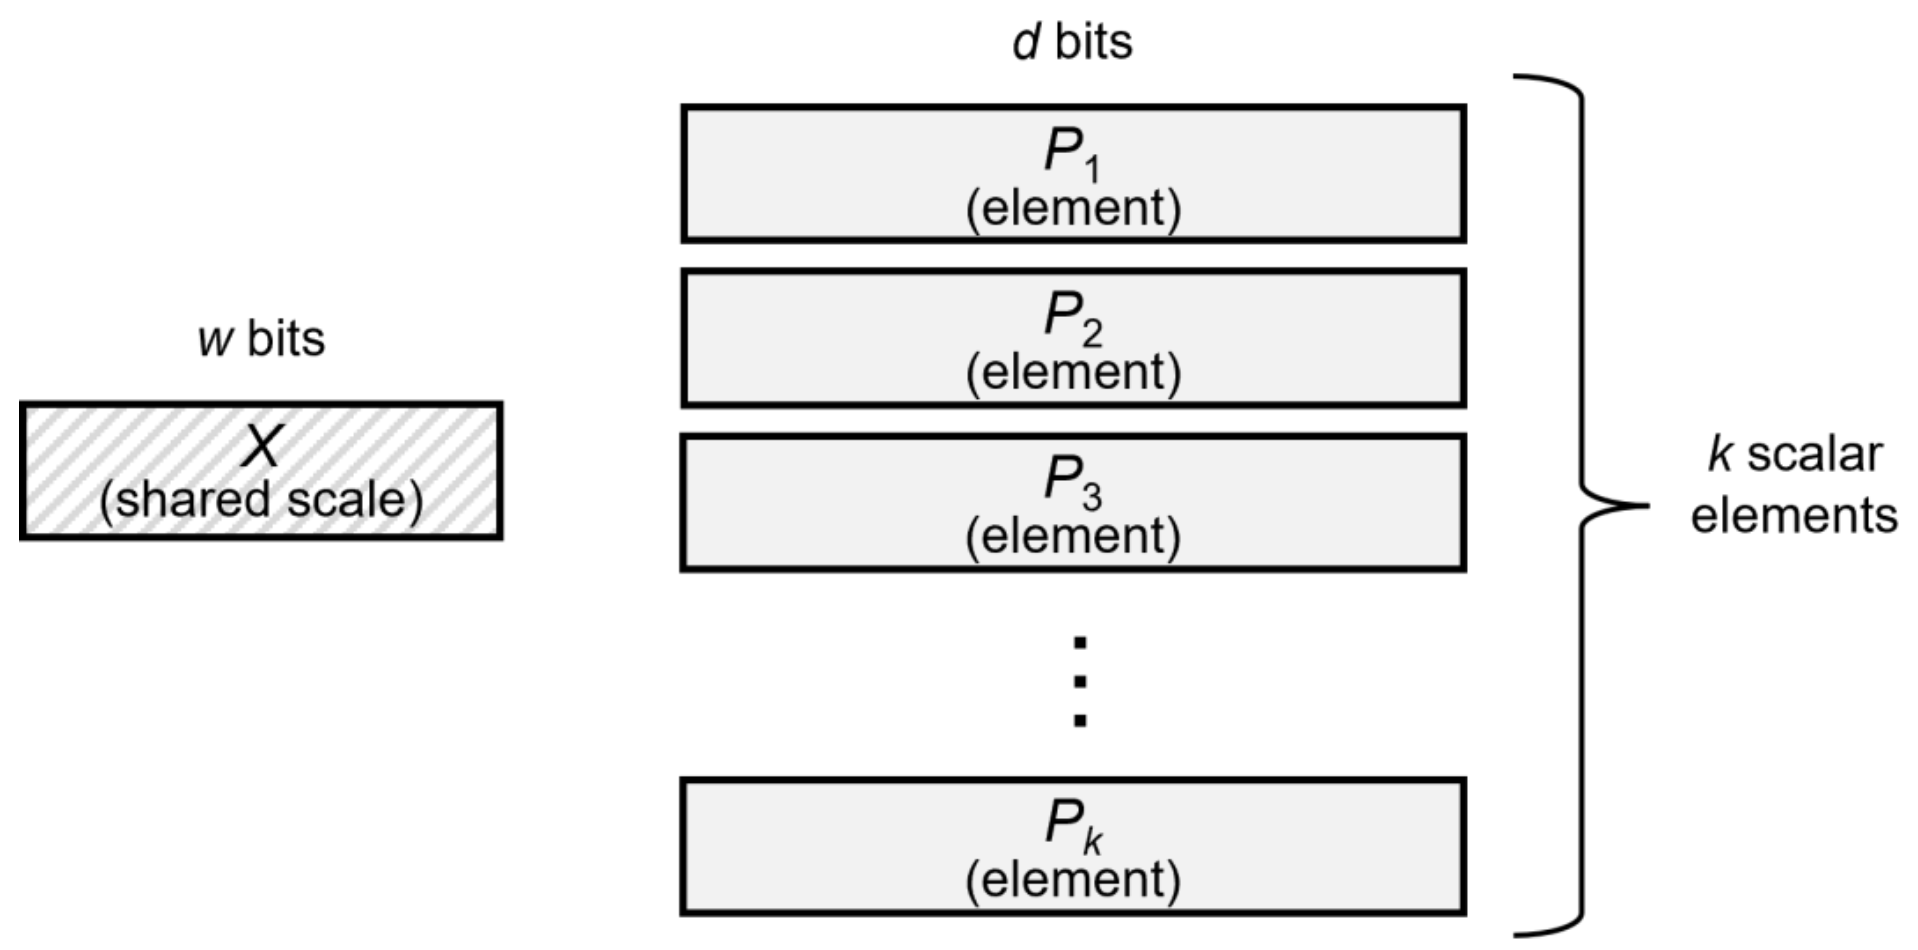 d bits
P1
(element)
P2
(element)
w bits
X
(shared scale)
P3
(element)
k scalar
elements
Pk
(element)